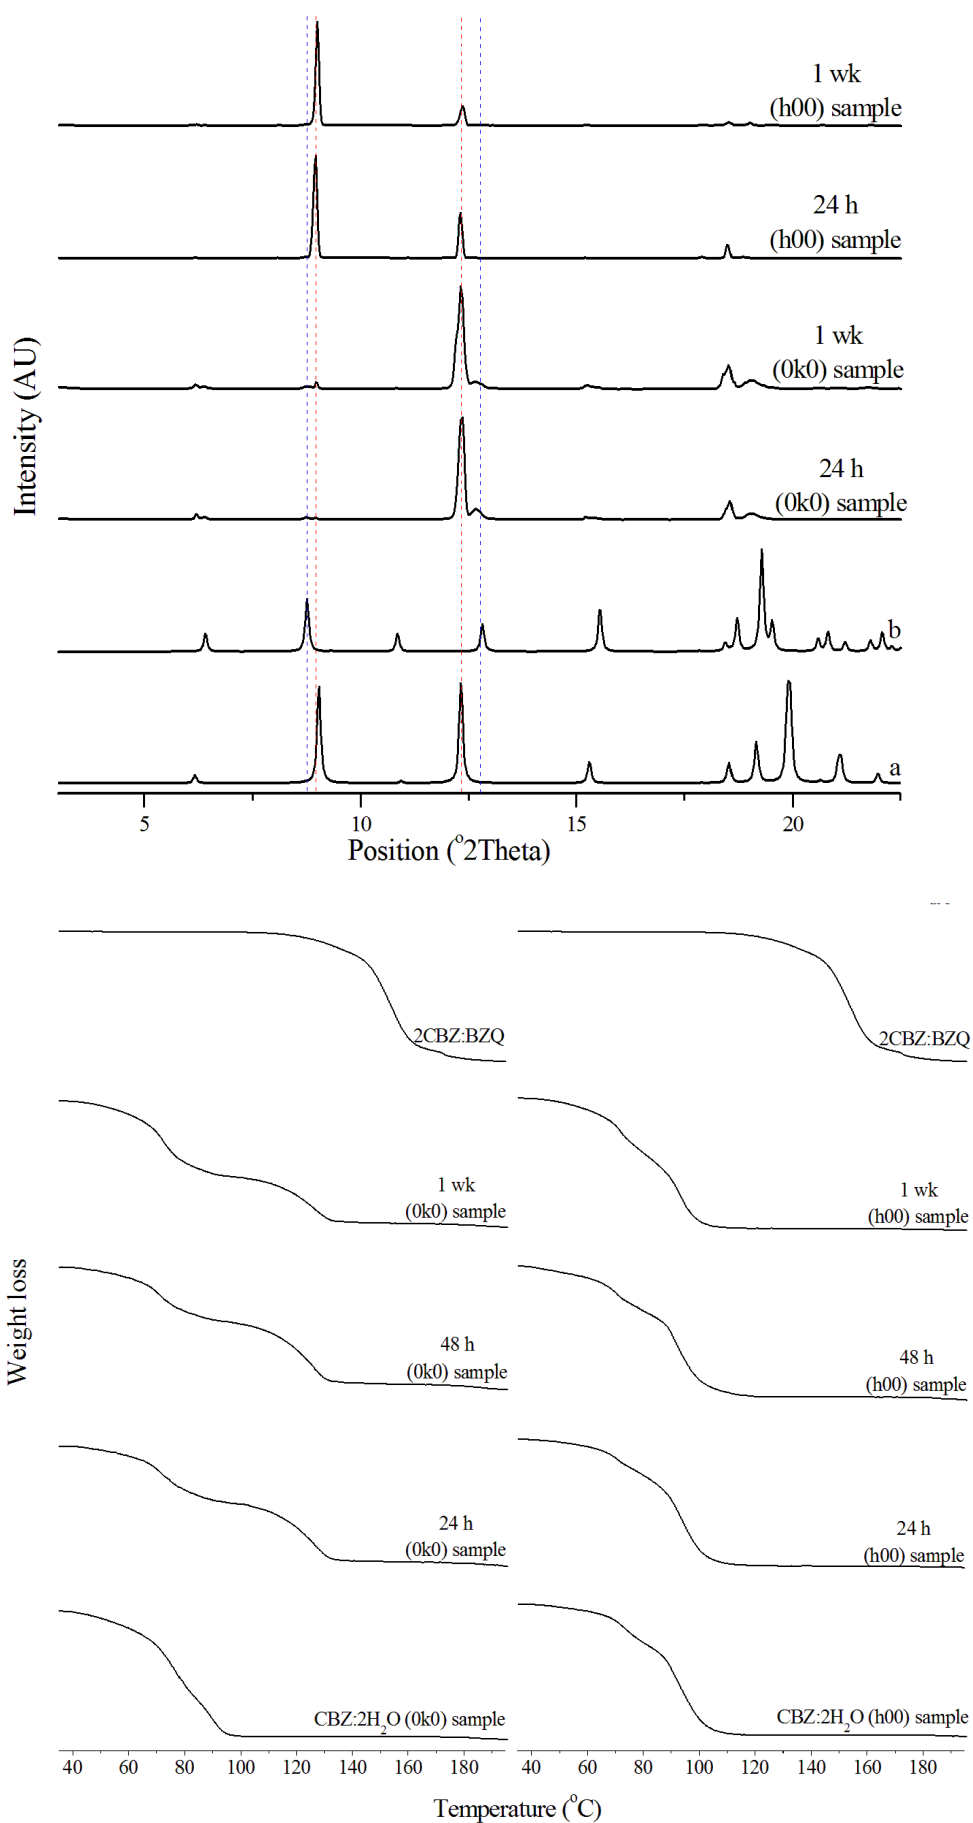 1 wk
(h00) sample
24 h
(h00) sample
1 wk
(0k0) sample
24 h
(0k0) sample
b
a
Intensity (AU)
5 10 15 20
Position (°2Theta)
2CBZ:BZQ
2CBZ:BZQ
1 wk
(0k0) sample
1 wk
(h00) sample
48 h
(0k0) sample
48 h
(h00) sample
24 h
(0k0) sample
24 h
(h00) sample
CBZ:2H₂O (0k0) sample
CBZ:2H₂O (h00) sample
Weight loss
40 60 80 100 120 140 160 180 40 60 80 100 120 140 160 180
Temperature (°C)